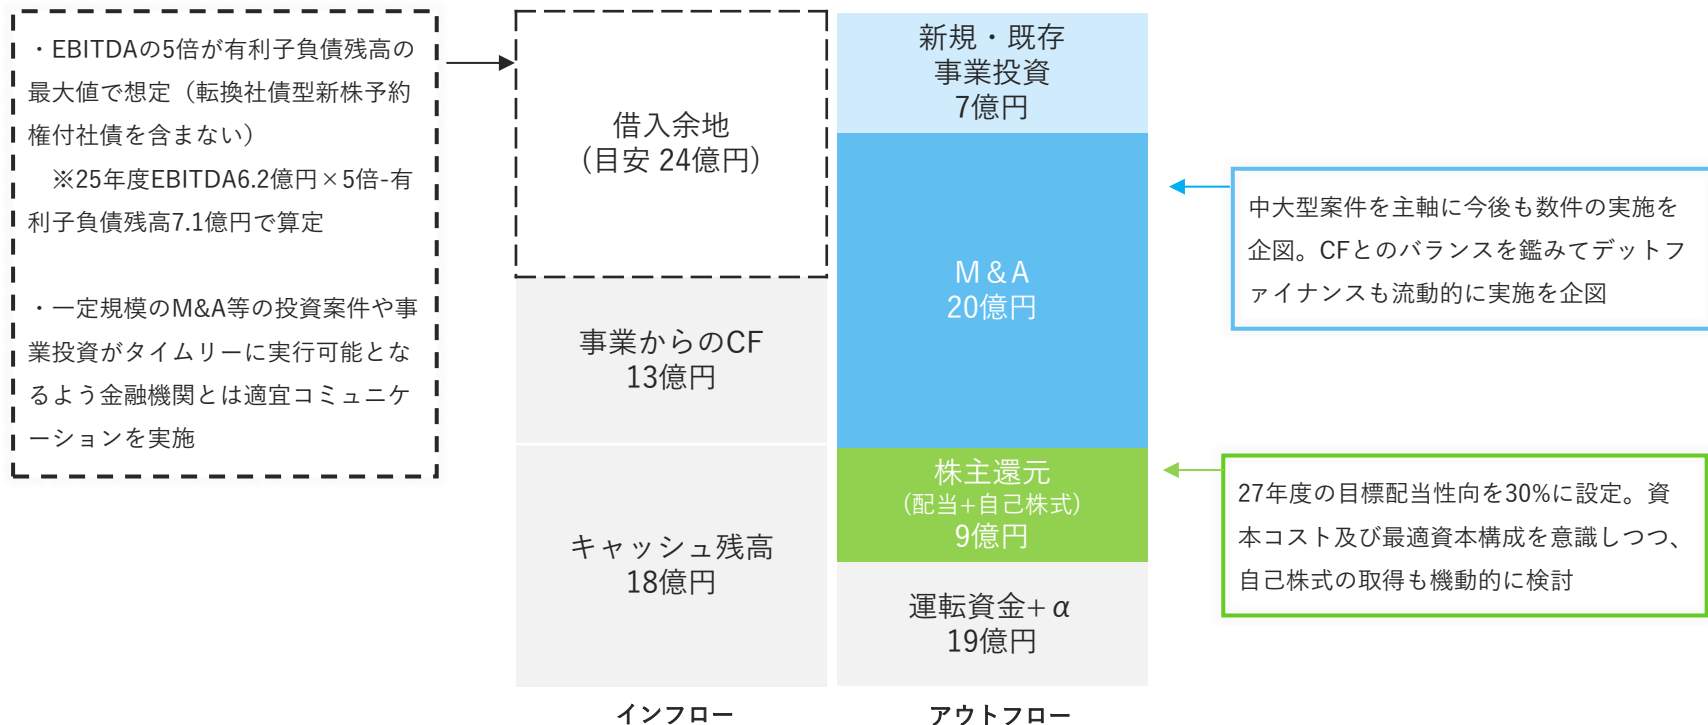 ・EBITDAの5倍が有利子負債残高の
最大値で想定（転換社債型新株予約
権付社債を含まない）
※25年度EBITDA6.2億円×5倍-有
利子負債残高7.1億円で算定
・一定規模のM&A等の投資案件や事
業投資がタイムリーに実行可能とな
るよう金融機関とは適宜コミュニケ
ーションを実施
借入余地
（目安 24億円）
事業からのCF
13億円
キャッシュ残高
18億円
インフロー
新規・既存
事業投資
7億円
M＆A
20億円
株主還元
（配当+自己株式）
9億円
運転資金+α
19億円
アウトフロー
中大型案件を主軸に今後も数件の実施を
企図。CFとのバランスを鑑みてデットフ
ァイナンスも流動的に実施を企図
27年度の目標配当性向を30%に設定。資
本コスト及び最適資本構成を意識しつつ、
自己株式の取得も機動的に検討